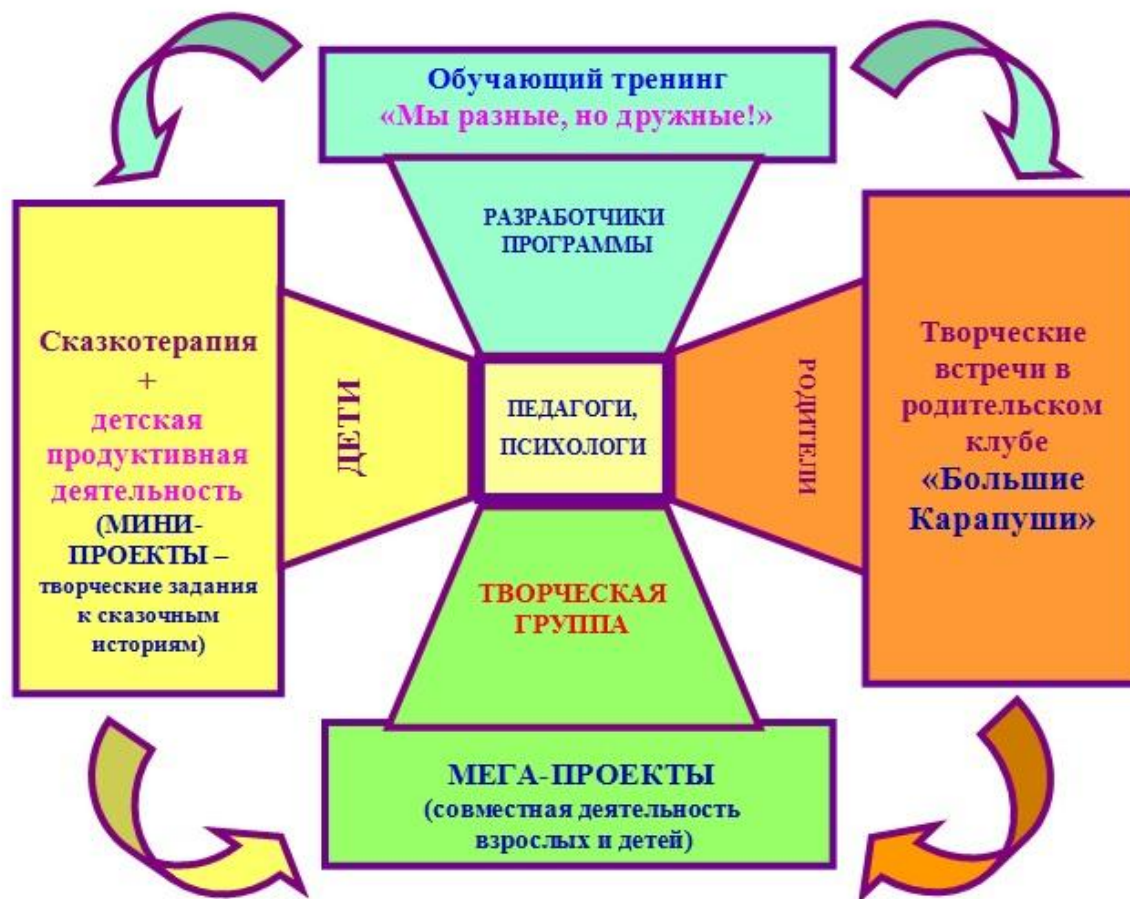 Обучающий тренинг
«Мы разные, но дружные!»
РАЗРАБОТЧИКИ
ПРОГРАММЫ
Сказкотерапия
+
детская
продуктивная
деятельность
(МИНИ-
ПРОЕКТЫ –
творческие задания
к сказочным
историям)
ДЕТИ
ПЕДАГОГИ,
ПСИХОЛОГИ
РОДИТЕЛИ
Творческие
встречи в
родительском
клубе
«Большие
Карапуши»
ТВОРЧЕСКАЯ
ГРУППА
МЕГА-ПРОЕКТЫ
(совместная деятельность
взрослых и детей)